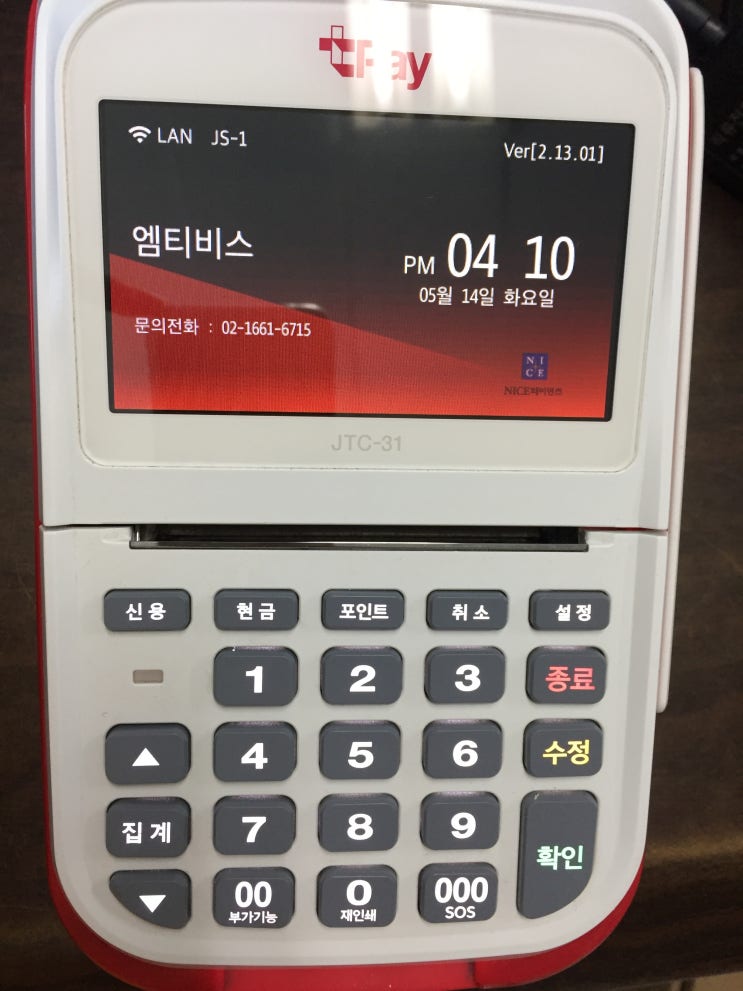 tPay
LAN JS-1
Ver[2.13.01]
엠티비스
PM 04 10
05월 14일 화요일
문의전화 : 02-1661-6715
NICE
NICE페이먼츠
JTC-31
신용 현금 포인트 취소 설정
1 2 3 종료
▲ 4 5 6 수정
집계 7 8 9 확인
▼ 00 0 000
부가기능 재인쇄 SOS